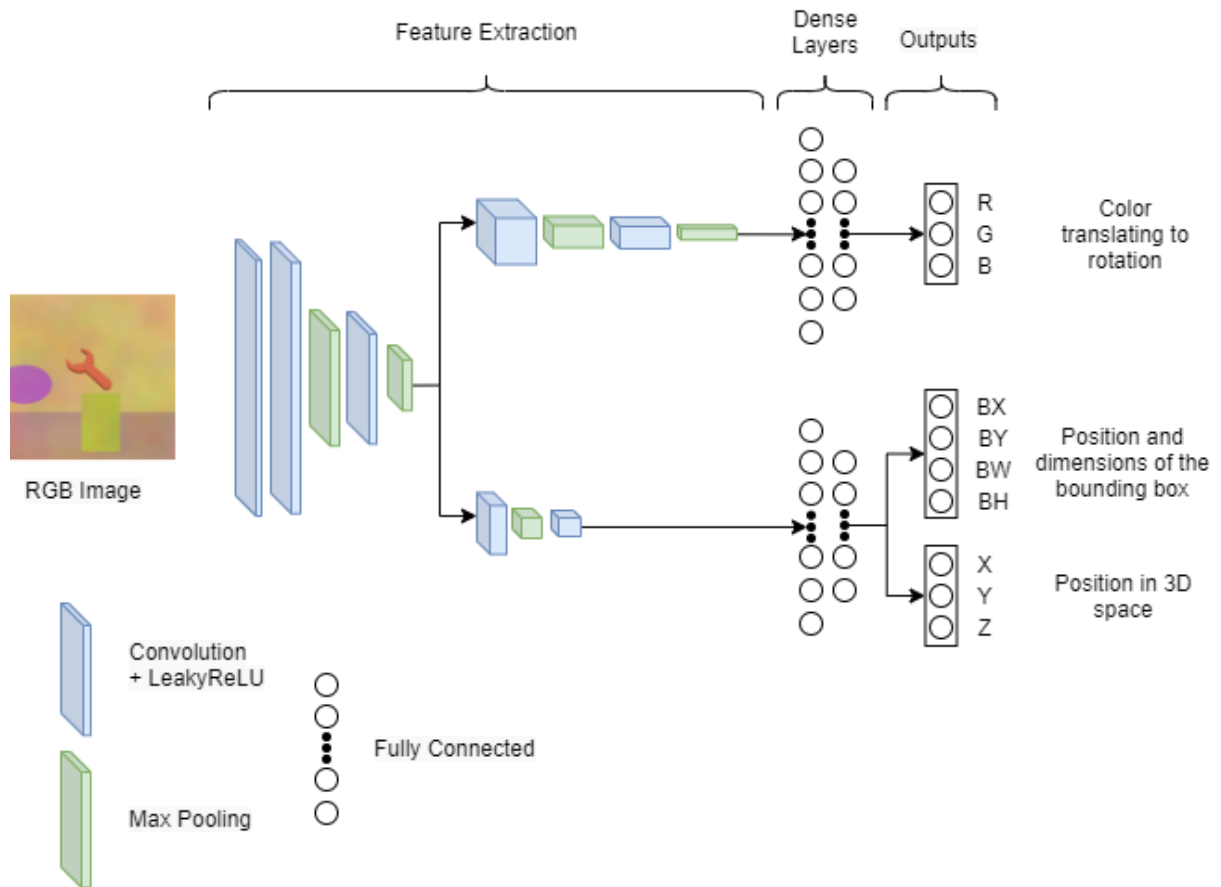 Feature Extraction
Dense
Layers
Outputs
R
G
B
Color
translating to
rotation
RGB Image
BX
BY
BW
BH
Position and
dimensions of the
bounding box
X
Y
Z
Position in 3D
space
Convolution
+ LeakyReLU
Fully Connected
Max Pooling